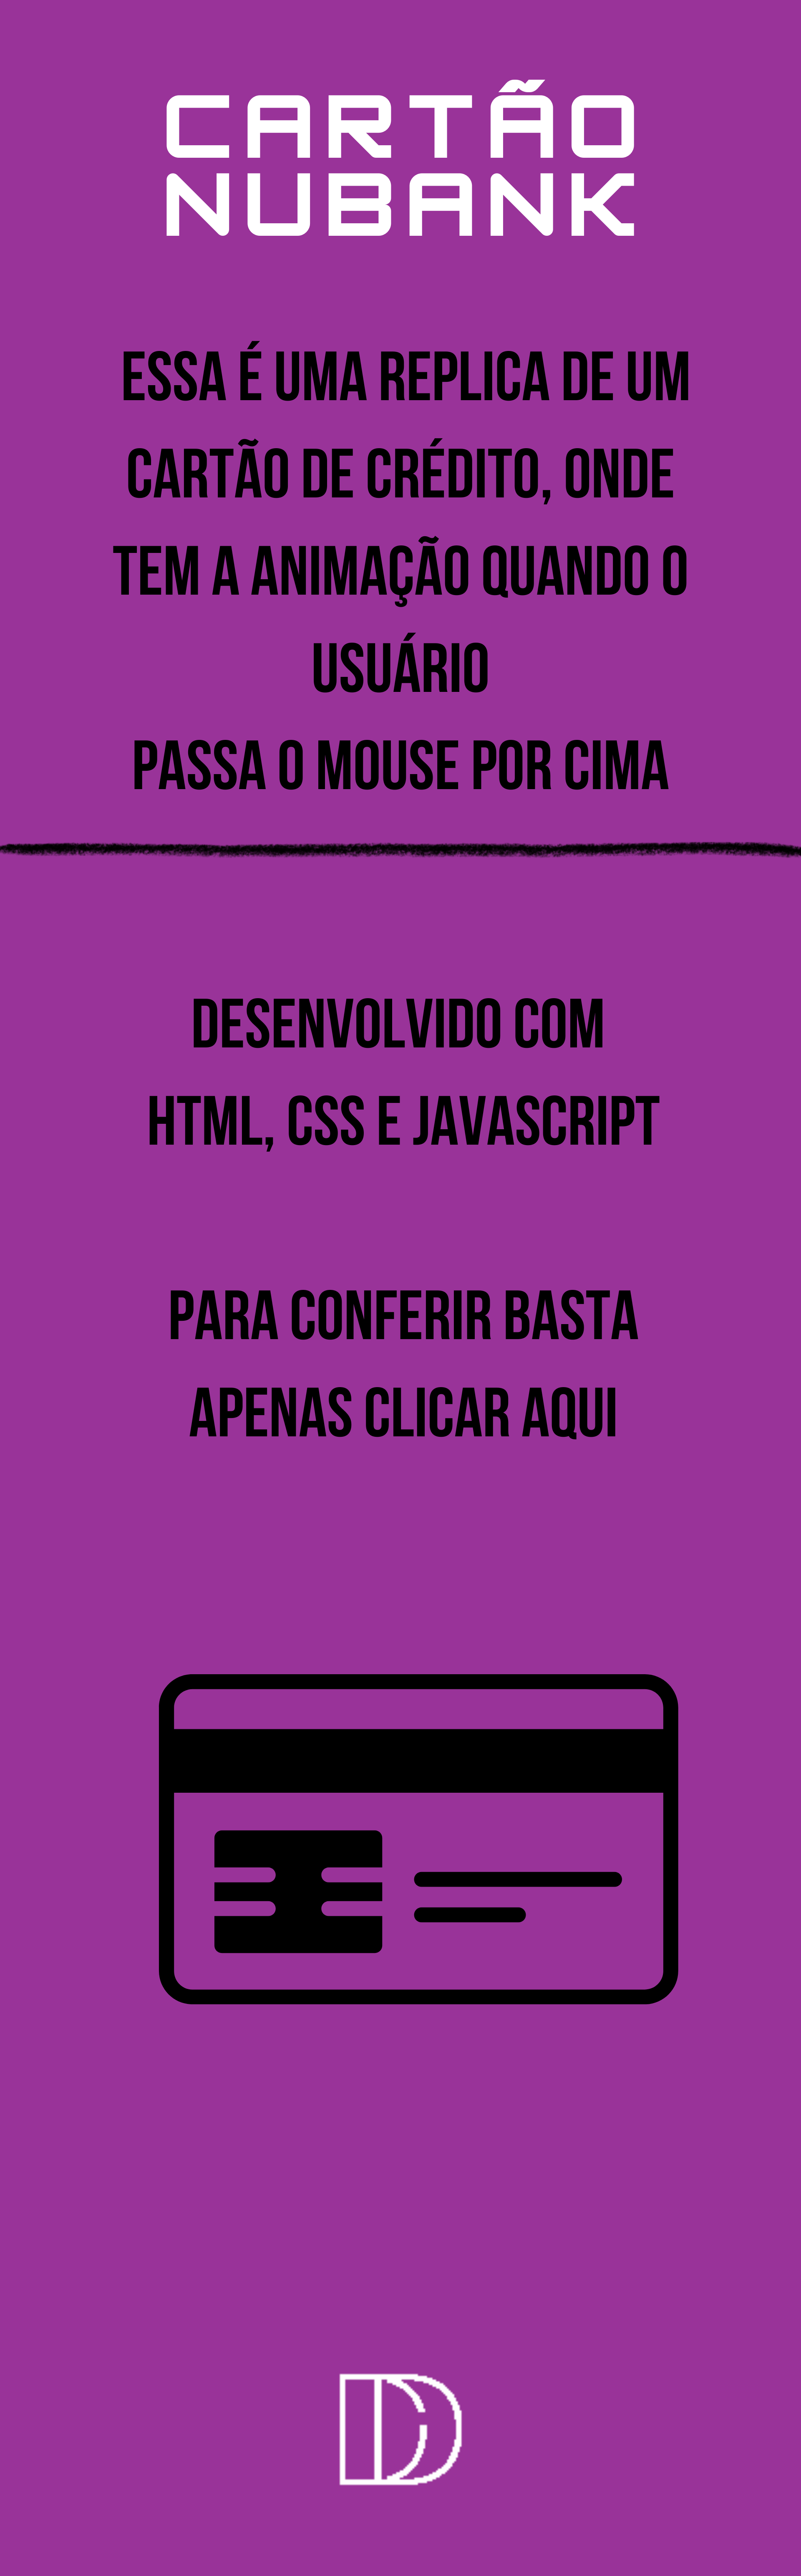 CARTÃO
NUBANK
ESSA É UMA REPLICA DE UM
CARTÃO DE CRÉDITO, ONDE
TEM A ANIMAÇÃO QUANDO O
USUÁRIO
PASSA O MOUSE POR CIMA
DESENVOLVIDO COM
HTML, CSS E JAVASCRIPT
PARA CONFERIR BASTA
APENAS CLICAR AQUI
D